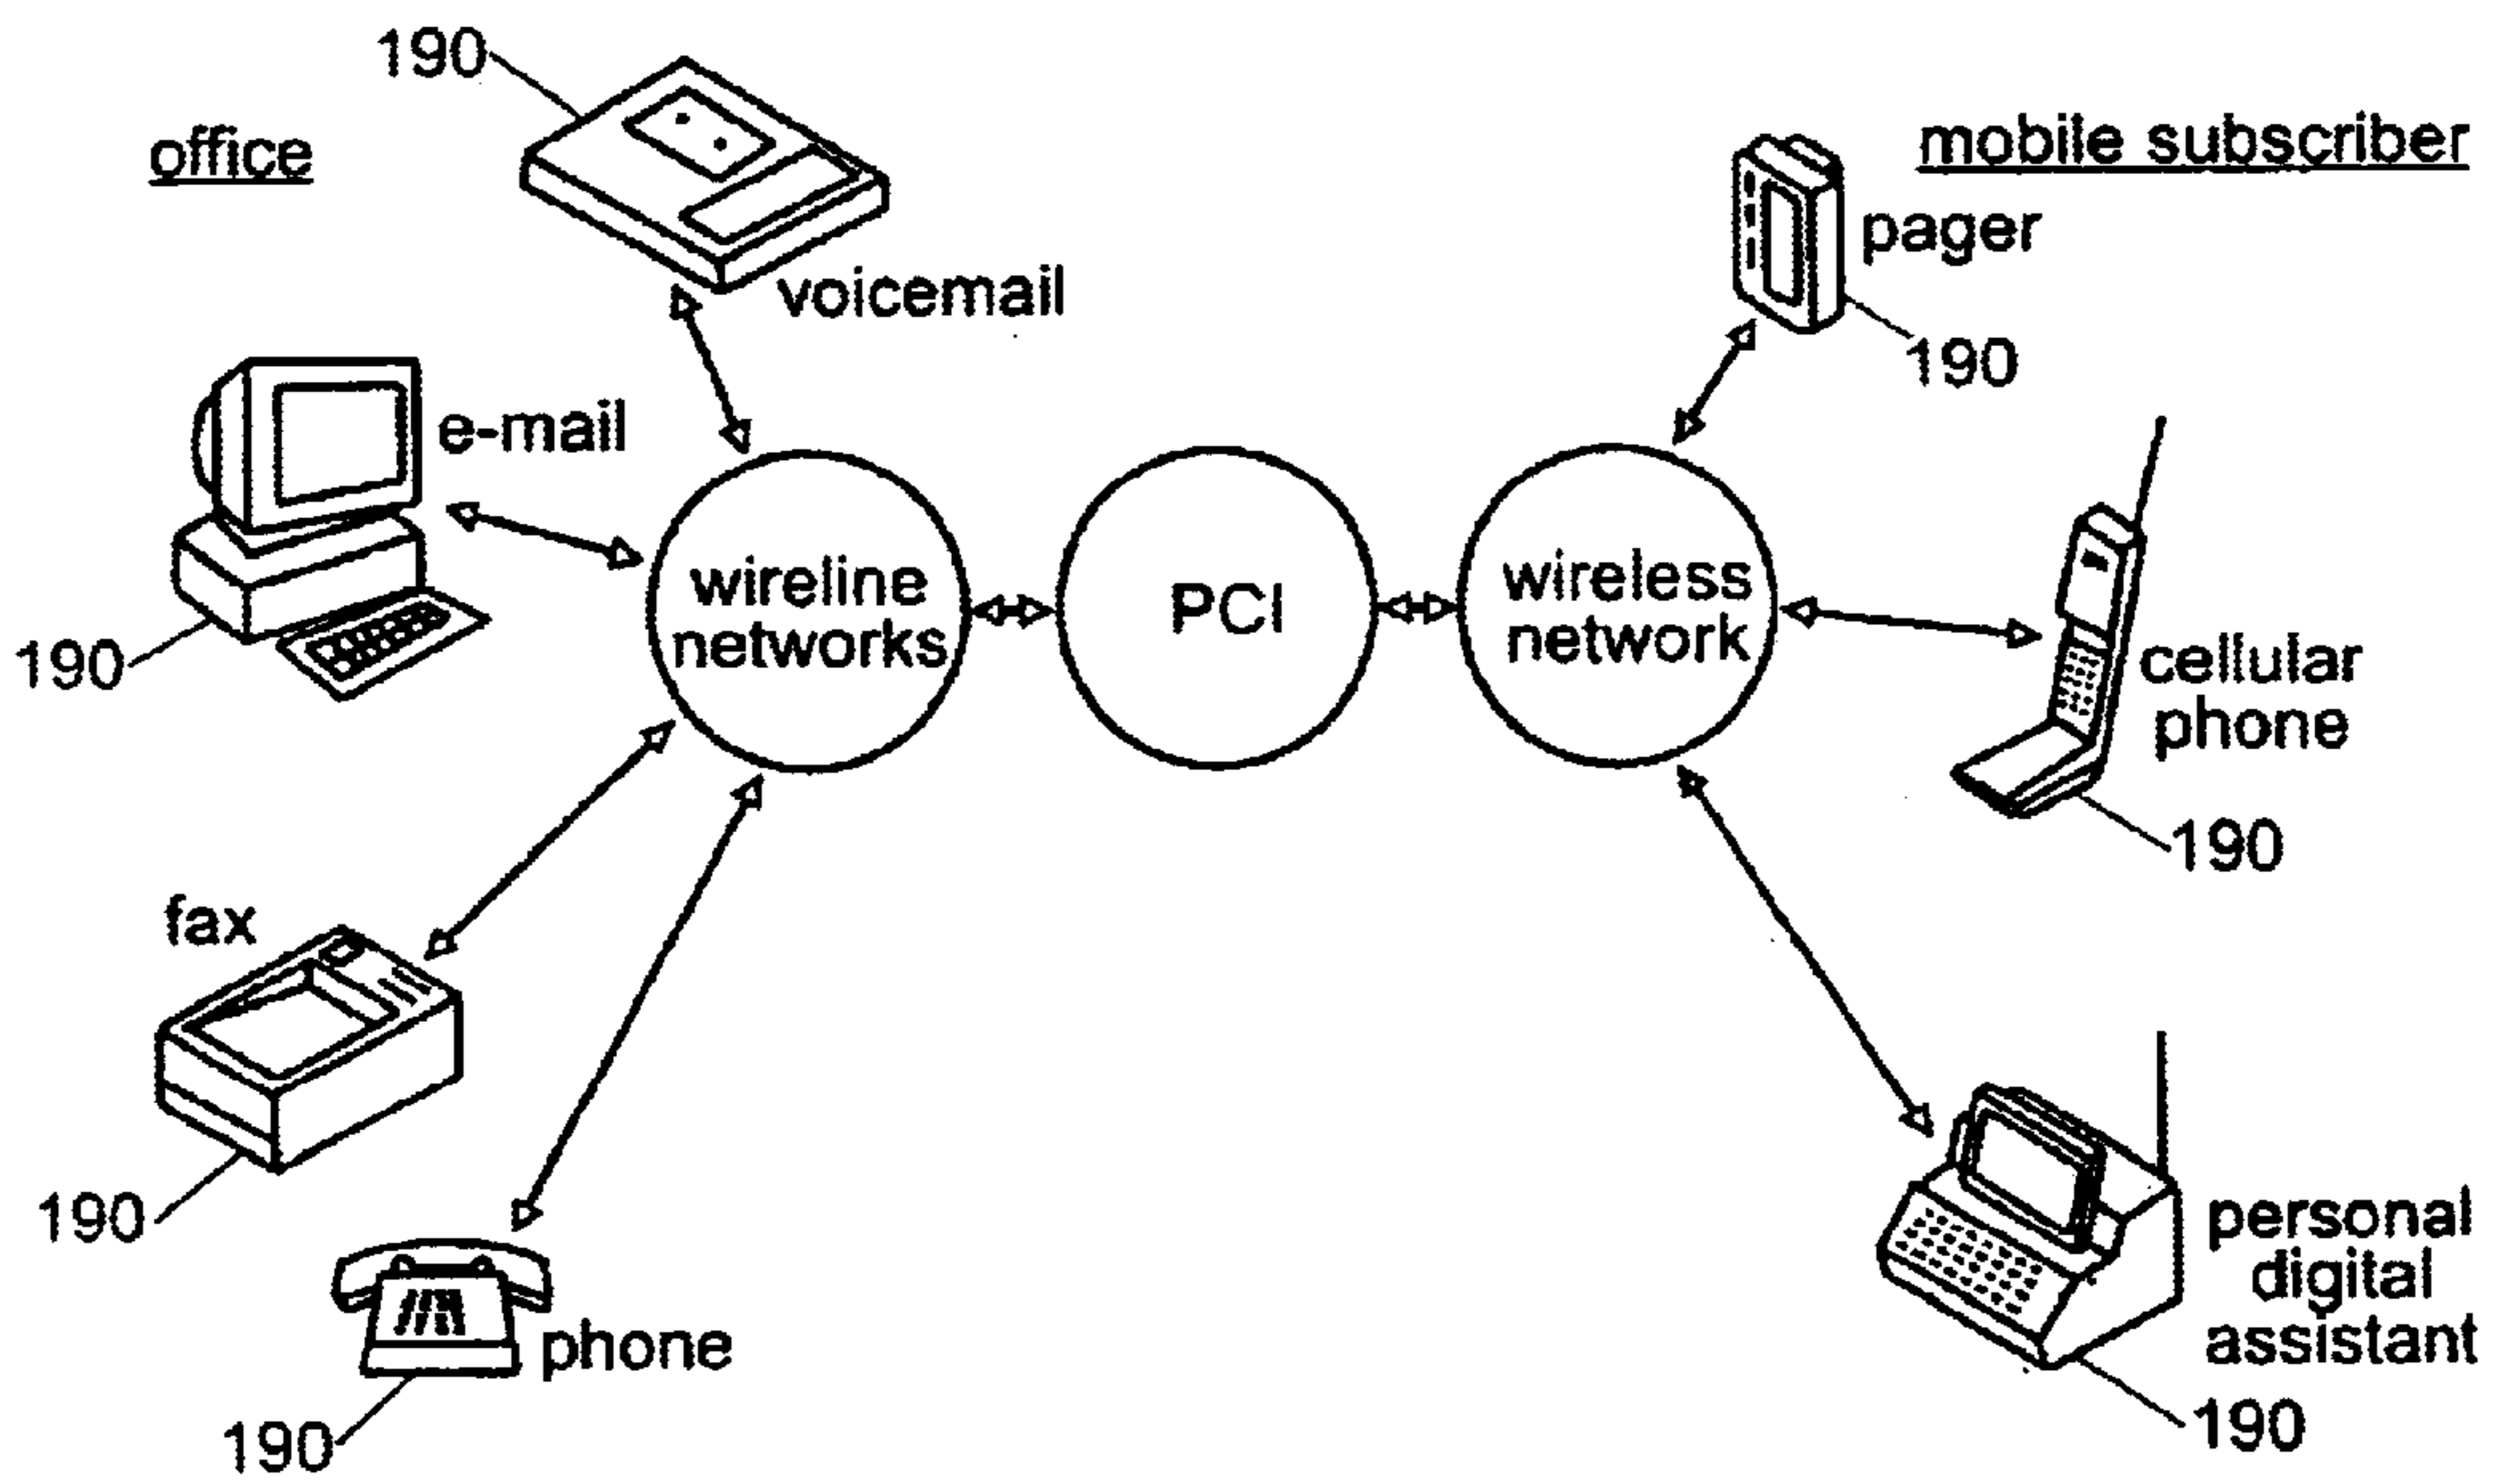 190
office
mobile subscriber
pager
voicemail
190
e-mail
wireline
networks
PCI
wireless
network
190
cellular
phone
190
fax
190
personal
digital
assistant
phone
190
190